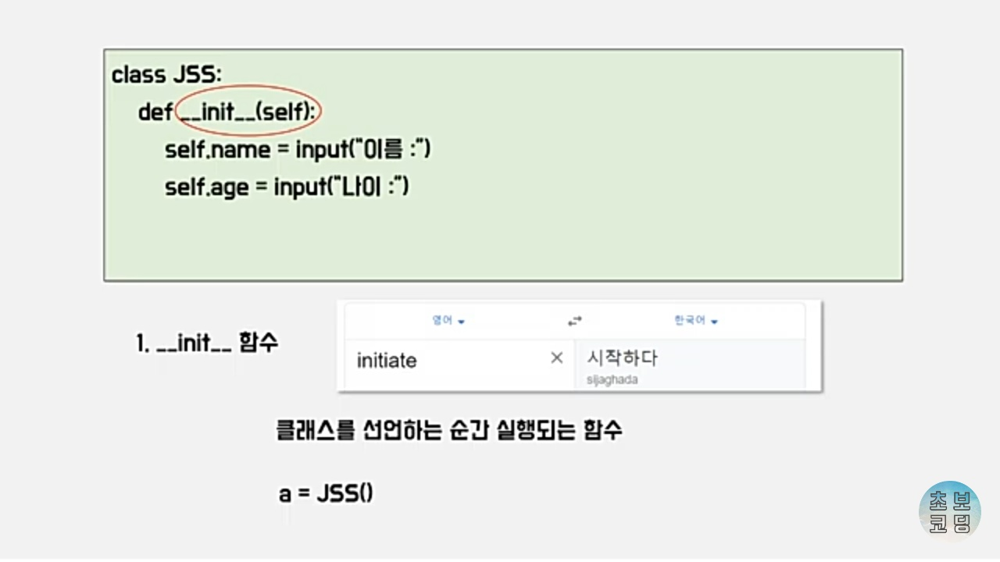 class JSS:
def __init__(self):
self.name = input("이름 :")
self.age = input("나이 :")
1. __init__ 함수
영어 한국어
initiate 시작하다
sijaghada
클래스를 선언하는 순간 실행되는 함수
a = JSS()
초보
코딩